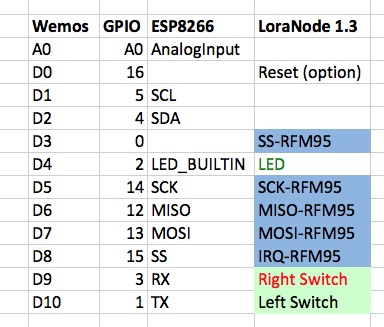 Wemos GPIO ESP8266 LoraNode 1.3
A0 A0 AnalogInput
D0 16 Reset (option)
D1 5 SCL
D2 4 SDA
D3 0 SS-RFM95
D4 2 LED_BUILTIN LED
D5 14 SCK SCK-RFM95
D6 12 MISO MISO-RFM95
D7 13 MOSI MOSI-RFM95
D8 15 SS IRQ-RFM95
D9 3 RX Right Switch
D10 1 TX Left Switch